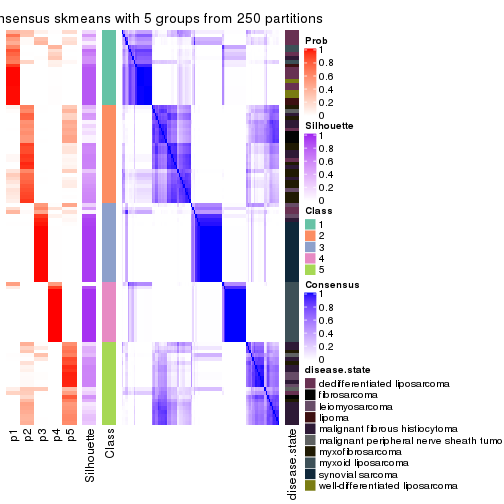 nsensus skmeans with 5 groups from 250 partitions
Prob
1
0.8
0.6
0.4
0.2
0
Silhouette
1
0.8
0.6
0.4
0.2
0
Class
1
2
3
4
5
Consensus
1
0.8
0.6
0.4
0.2
0
disease.state
dedifferentiated liposarcoma
fibrosarcoma
leiomyosarcoma
lipoma
malignant fibrous histiocytoma
malignant peripheral nerve sheath tumo
myxofibrosarcoma
myxoid liposarcoma
synovial sarcoma
well-differentiated liposarcoma
p1
p2
p3
p4
p5
Silhouette
Class
disease.state